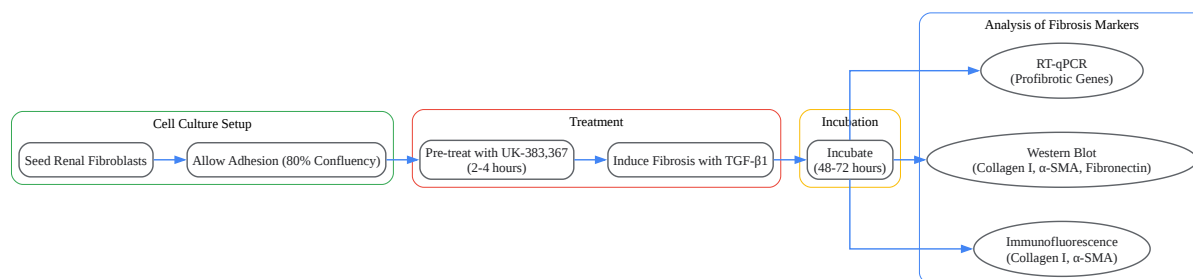 Cell Culture Setup
Seed Renal Fibroblasts
Allow Adhesion (80% Confluency)
Treatment
Pre-treat with UK-383,367
(2-4 hours)
Induce Fibrosis with TGF-β1
Incubation
Incubate
(48-72 hours)
Analysis of Fibrosis Markers
RT-qPCR
(Profibrotic Genes)
Western Blot
(Collagen I, α-SMA, Fibronectin)
Immunofluorescence
(Collagen I, α-SMA)